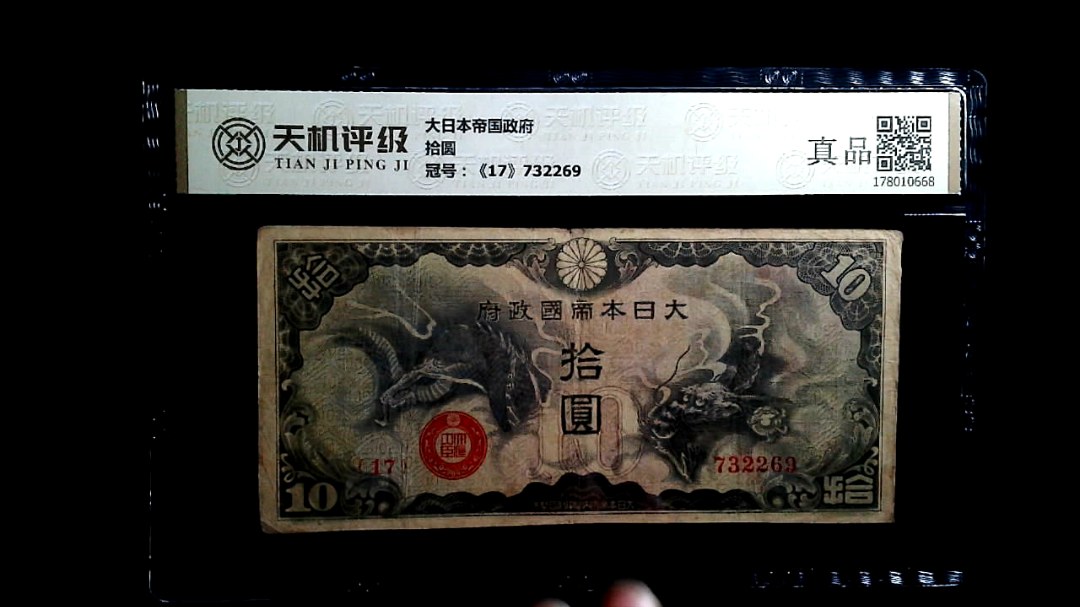 天机评级
TIAN JI PING JI
大日本帝国政府
拾圆
冠号：《17》732269
真品
178010668
拾
10
府政國帝本日大
拾
圓
10
(17)
732269
10
拾